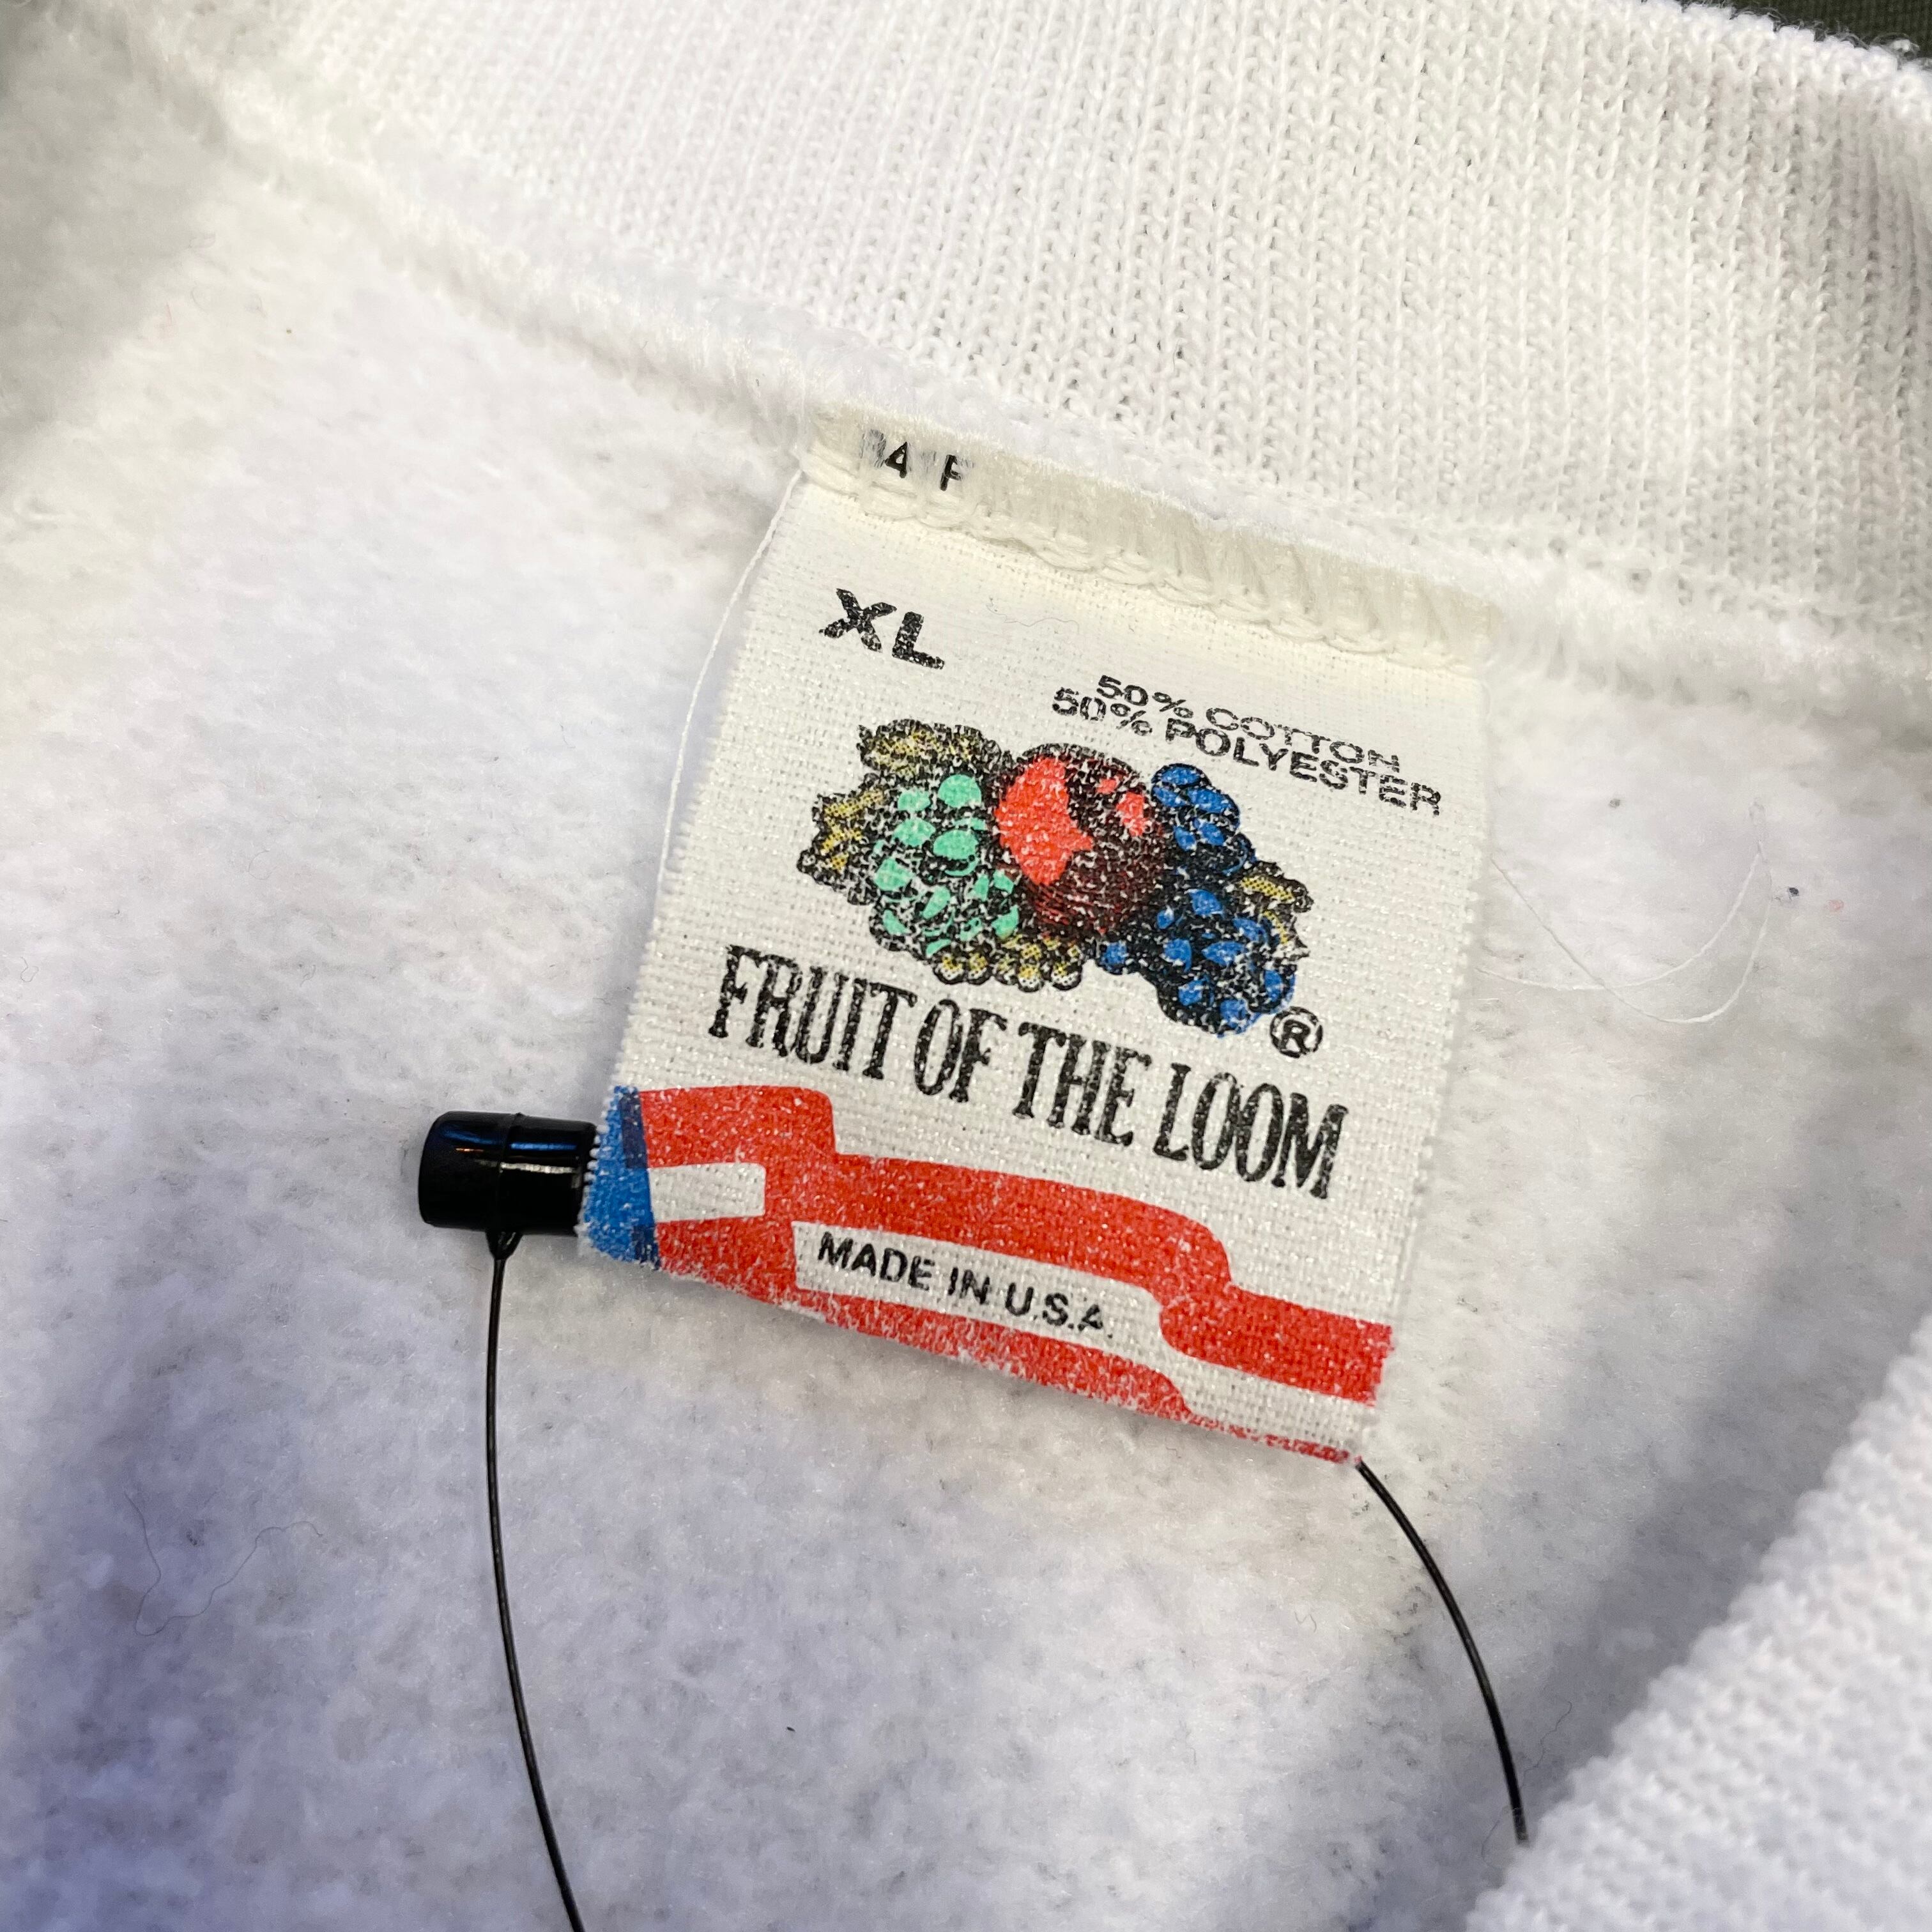 XL
50% COTTON
50% POLYESTER
FRUIT OF THE LOOM
®
MADE IN U.S.A.